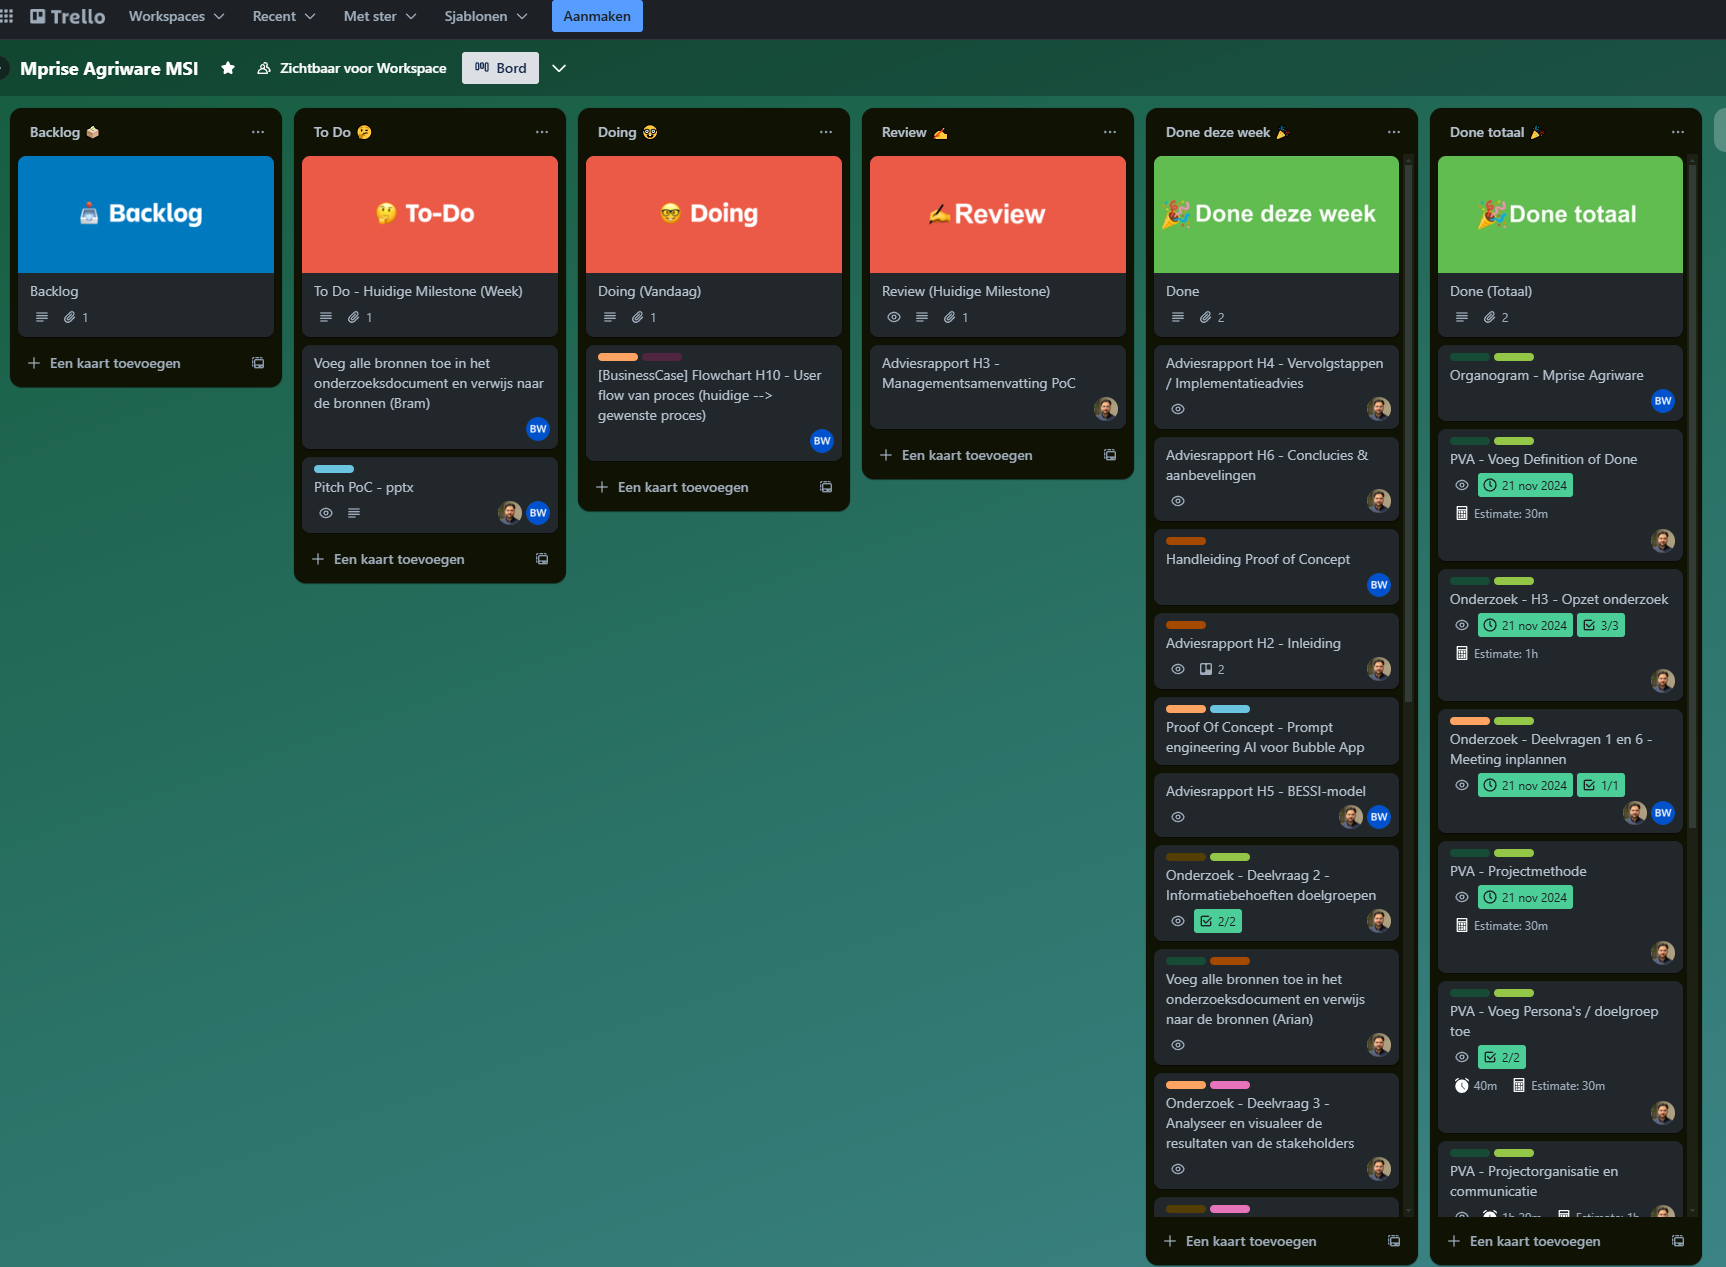 Trello
Workspaces
Recent
Met ster
Sjablonen
Aanmaken
Mprise Agriware MSI
Zichtbaar voor Workspace
Bord
Backlog
Backlog
Backlog
1
Een kaart toevoegen
To Do
To-Do
To Do - Huidige Milestone (Week)
1
Voeg alle bronnen toe in het
onderzoeksdocument en verwijs naar
de bronnen (Bram)
BW
Pitch PoC - pptx
BW
Een kaart toevoegen
Doing
Doing
Doing (Vandaag)
1
[BusinessCase] Flowchart H10 - User
flow van proces (huidige -->
gewenste proces)
BW
Een kaart toevoegen
Review
Review
Review (Huidige Milestone)
1
Adviesrapport H3 -
Managementsamenvatting PoC
Een kaart toevoegen
Done deze week
Done deze week
Done
2
Adviesrapport H4 - Vervolgstappen
/ Implementatieadvies
Adviesrapport H6 - Conclucies &
aanbevelingen
Handleiding Proof of Concept
BW
Adviesrapport H2 - Inleiding
2
Proof Of Concept - Prompt
engineering AI voor Bubble App
Adviesrapport H5 - BESSI-model
BW
Onderzoek - Deelvraag 2 -
Informatiebehoeften doelgroepen
2/2
Voeg alle bronnen toe in het
onderzoeksdocument en verwijs
naar de bronnen (Arian)
Onderzoek - Deelvraag 3 -
Analyseer en visualeer de
resultaten van de stakeholders
Een kaart toevoegen
Done totaal
Done totaal
Done (Totaal)
2
Organogram - Mprise Agriware
BW
PVA - Voeg Definition of Done
21 nov 2024
Estimate: 30m
Onderzoek - H3 - Opzet onderzoek
21 nov 2024
3/3
Estimate: 1h
Onderzoek - Deelvragen 1 en 6 -
Meeting inplannen
21 nov 2024
1/1
BW
PVA - Projectmethode
21 nov 2024
Estimate: 30m
PVA - Voeg Persona's / doelgroep
toe
2/2
40m
Estimate: 30m
PVA - Projectorganisatie en
communicatie
Estimate: 1h
Een kaart toevoegen